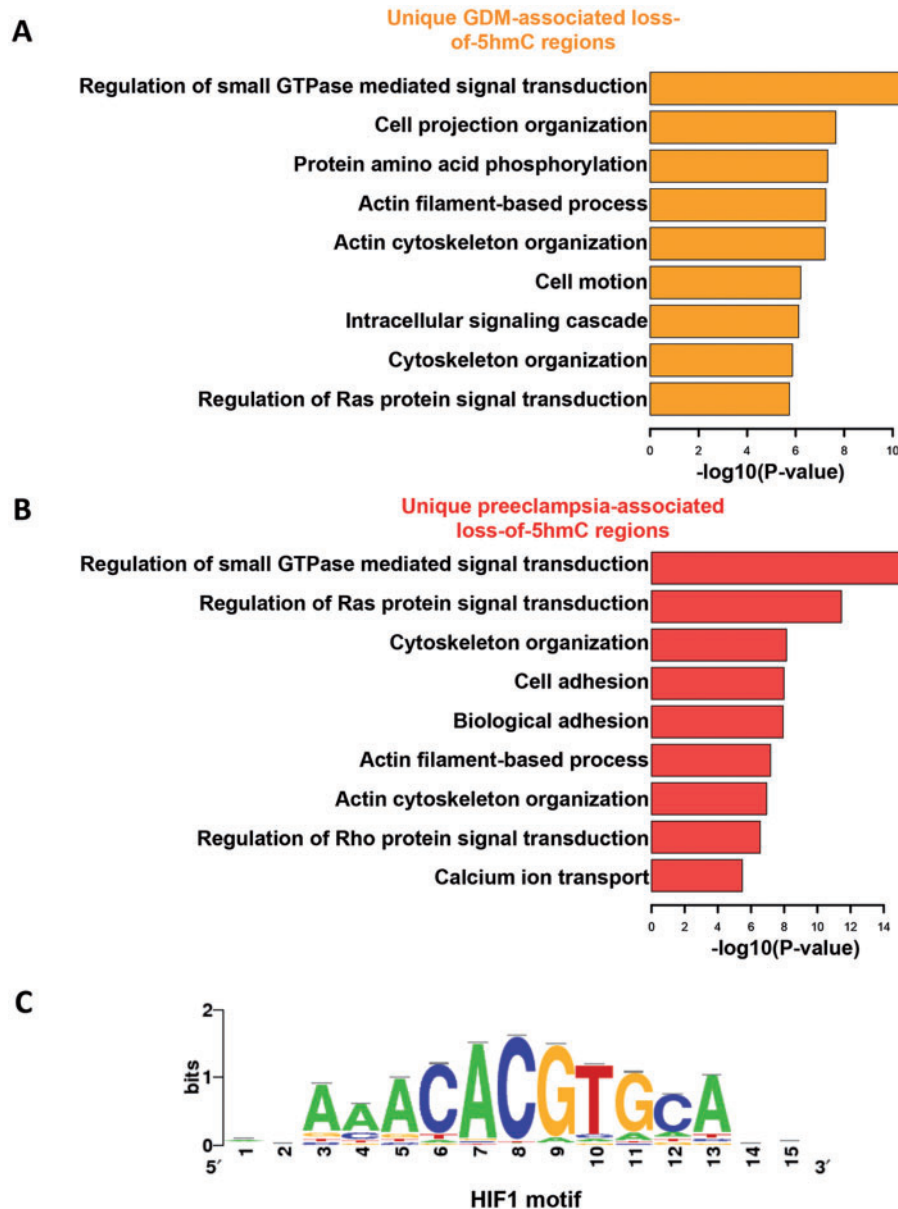 A
Unique GDM-associated loss-
of-5hmC regions
Regulation of small GTPase mediated signal transduction
Cell projection organization
Protein amino acid phosphorylation
Actin filament-based process
Actin cytoskeleton organization
Cell motion
Intracellular signaling cascade
Cytoskeleton organization
Regulation of Ras protein signal transduction
0 2 4 6 8 10
-log10(P-value)
B
Unique preeclampsia-associated
loss-of-5hmC regions
Regulation of small GTPase mediated signal transduction
Regulation of Ras protein signal transduction
Cytoskeleton organization
Cell adhesion
Biological adhesion
Actin filament-based process
Actin cytoskeleton organization
Regulation of Rho protein signal transduction
Calcium ion transport
0 2 4 6 8 10 12 14
-log10(P-value)
C
2
1
0
bits
AAACACGTGCA
5′ 1 2 3 4 5 6 7 8 9 10 11 12 13 14 15 3′
HIF1 motif